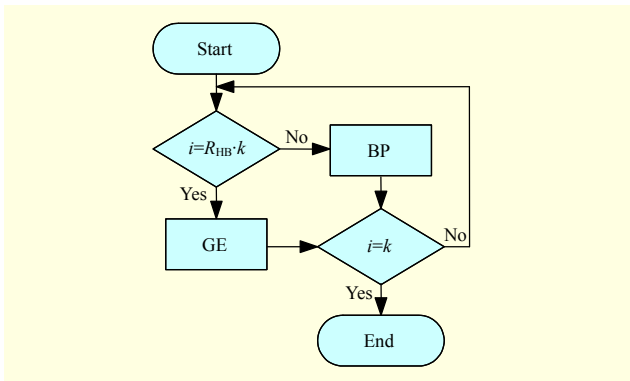 Start
i=R_HB·k
No
BP
Yes
GE
i=k
No
Yes
End